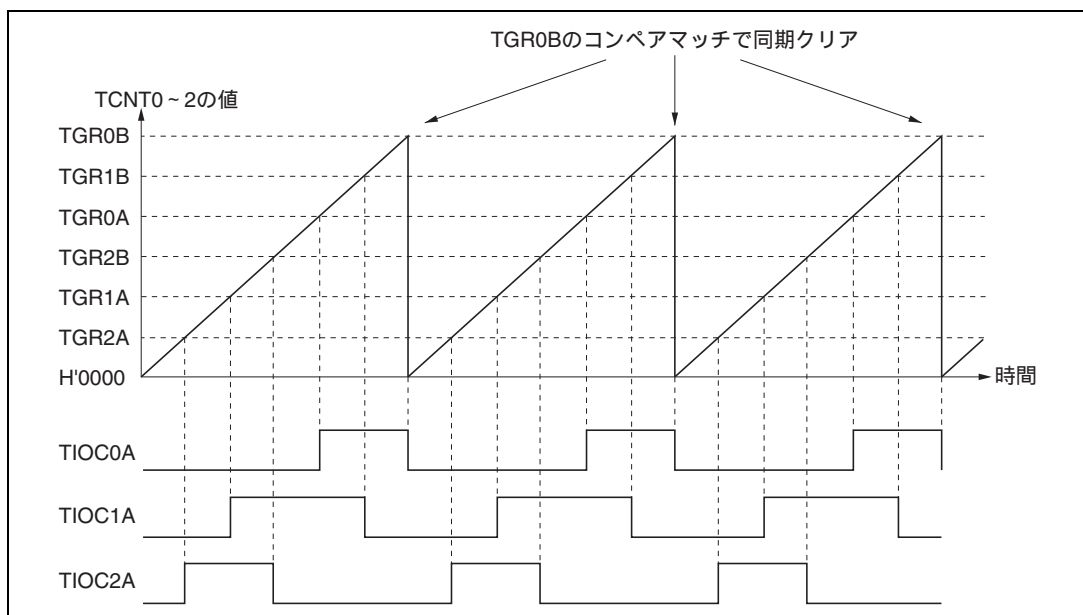 TGR0Bのコンペアマッチで同期クリア
TCNT0~2の値
TGR0B
TGR1B
TGR0A
TGR2B
TGR1A
TGR2A
H'0000
時間
TIOC0A
TIOC1A
TIOC2A